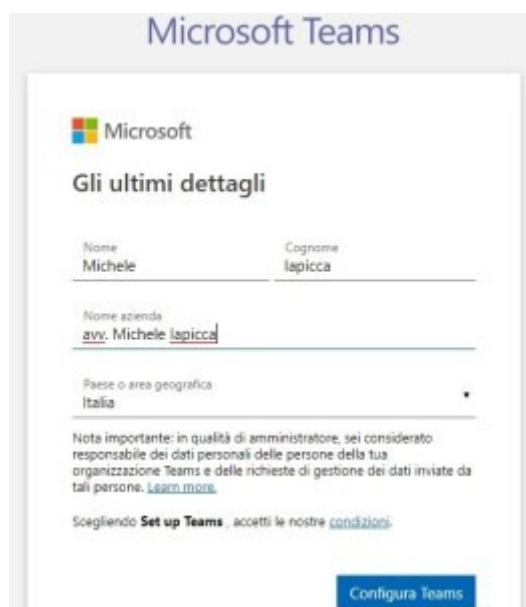 Microsoft Teams
Microsoft
Gli ultimi dettagli
Nome
Cognome
Michele
Iapicca
Nome azienda
avv. Michele Iapicca
Paese o area geografica
Italia
Nota importante: in qualità di amministratore, sei considerato
responsabile dei dati personali delle persone della tua
organizzazione Teams e delle richieste di gestione dei dati inviate da
tali persone. Learn more.
Scegliendo Set up Teams , accetti le nostre condizioni.
Configura Teams